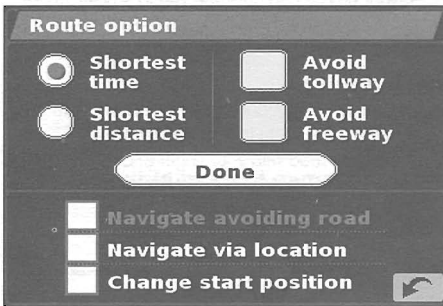 Route option
Shortest time
Avoid tollway
Shortest distance
Avoid freeway
Done
Navigate avoiding road
Navigate via location
Change start position